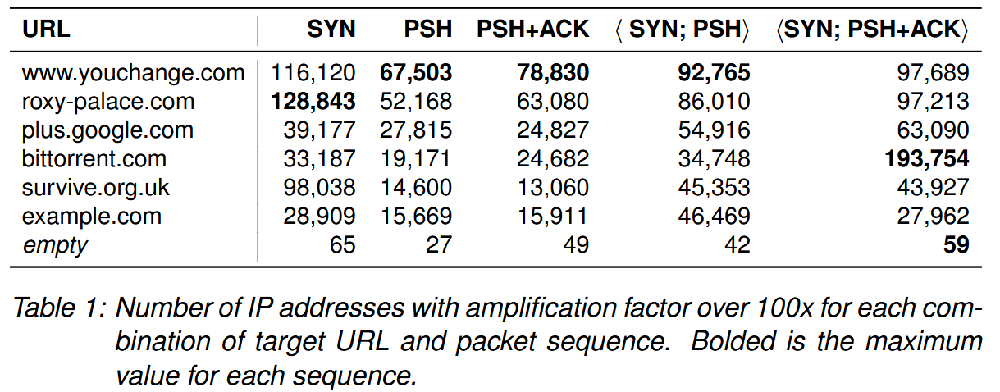 URL SYN PSH PSH+ACK ⟨ SYN; PSH⟩ ⟨SYN; PSH+ACK⟩
www.youchange.com 116,120 67,503 78,830 92,765 97,689
roxy-palace.com 128,843 52,168 63,080 86,010 97,213
plus.google.com 39,177 27,815 24,827 54,916 63,090
bittorrent.com 33,187 19,171 24,682 34,748 193,754
survive.org.uk 98,038 14,600 13,060 45,353 43,927
example.com 28,909 15,669 15,911 46,469 27,962
empty 65 27 49 42 59
Table 1: Number of IP addresses with amplification factor over 100x for each com-
bination of target URL and packet sequence. Bolded is the maximum
value for each sequence.